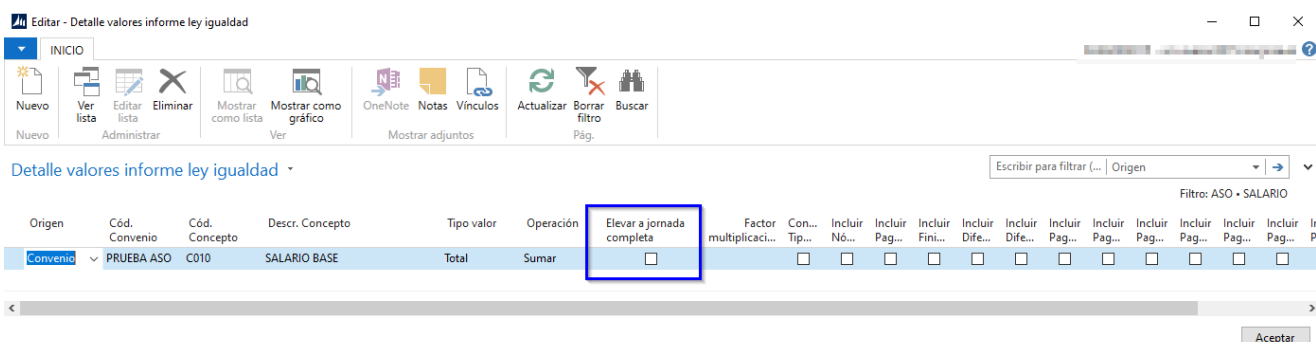 Editar - Detalle valores informe ley igualdad
INICIO
Nuevo
Ver lista
Editar lista
Eliminar
Mostrar como lista
Mostrar como gráfico
OneNote
Notas
Vínculos
Actualizar
Borrar filtro
Buscar
Nuevo
Administrar
Ver
Mostrar adjuntos
Pág.
Detalle valores informe ley igualdad
Escribir para filtrar (... | Origen
Filtro: ASO • SALARIO
Origen
Cód. Convenio
Cód. Concepto
Descr. Concepto
Tipo valor
Operación
Elevar a jornada completa
Factor multiplicaci...
Con... Tip...
Incluir Nó...
Incluir Pag...
Incluir Fini...
Incluir Dife...
Incluir Dife...
Incluir Pag...
Incluir Pag...
Incluir Pag...
Incluir Pag...
Incluir Pag...
Convenio PRUEBA ASO C010 SALARIO BASE Total Sumar
Aceptar